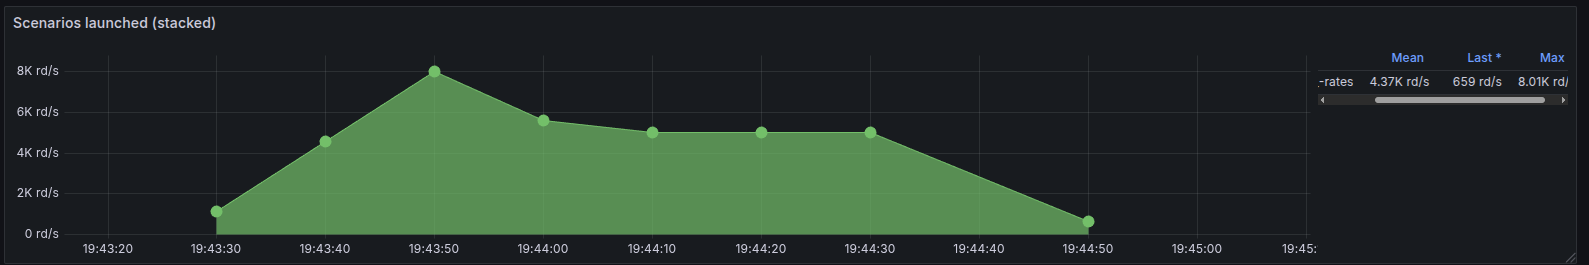 Scenarios launched (stacked)
8K rd/s
6K rd/s
4K rd/s
2K rd/s
0 rd/s
19:43:20 19:43:30 19:43:40 19:43:50 19:44:00 19:44:10 19:44:20 19:44:30 19:44:40 19:44:50 19:45:00 19:45:
Mean Last * Max
-rates 4.37K rd/s 659 rd/s 8.01K rd/